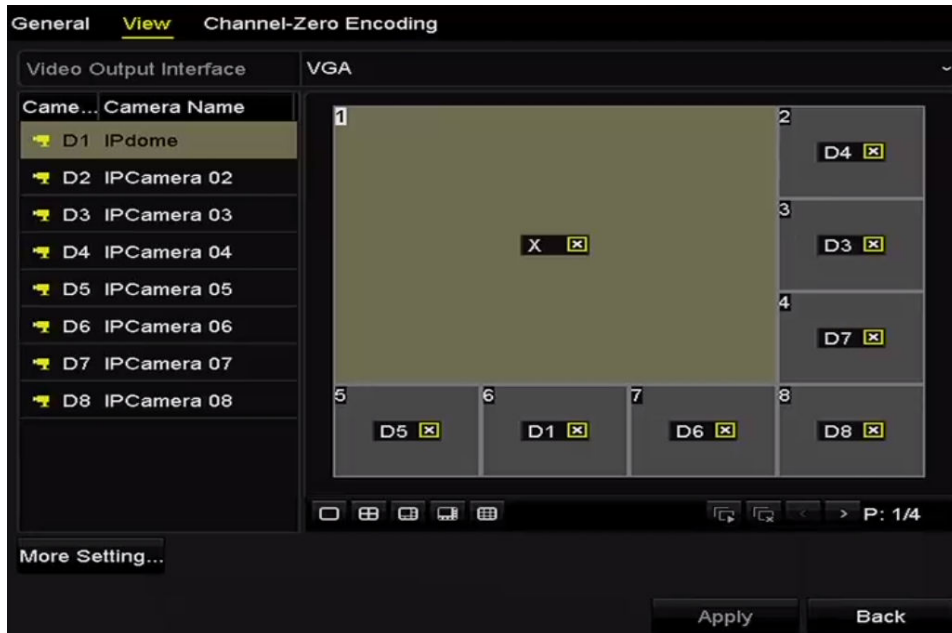 General View Channel-Zero Encoding
Video Output Interface VGA
Came... Camera Name
D1 IPdome
D2 IPCamera 02
D3 IPCamera 03
D4 IPCamera 04
D5 IPCamera 05
D6 IPCamera 06
D7 IPCamera 07
D8 IPCamera 08
1
X
2
D4
3
D3
4
D7
5
D5
6
D1
7
D6
8
D8
P: 1/4
More Setting...
Apply Back